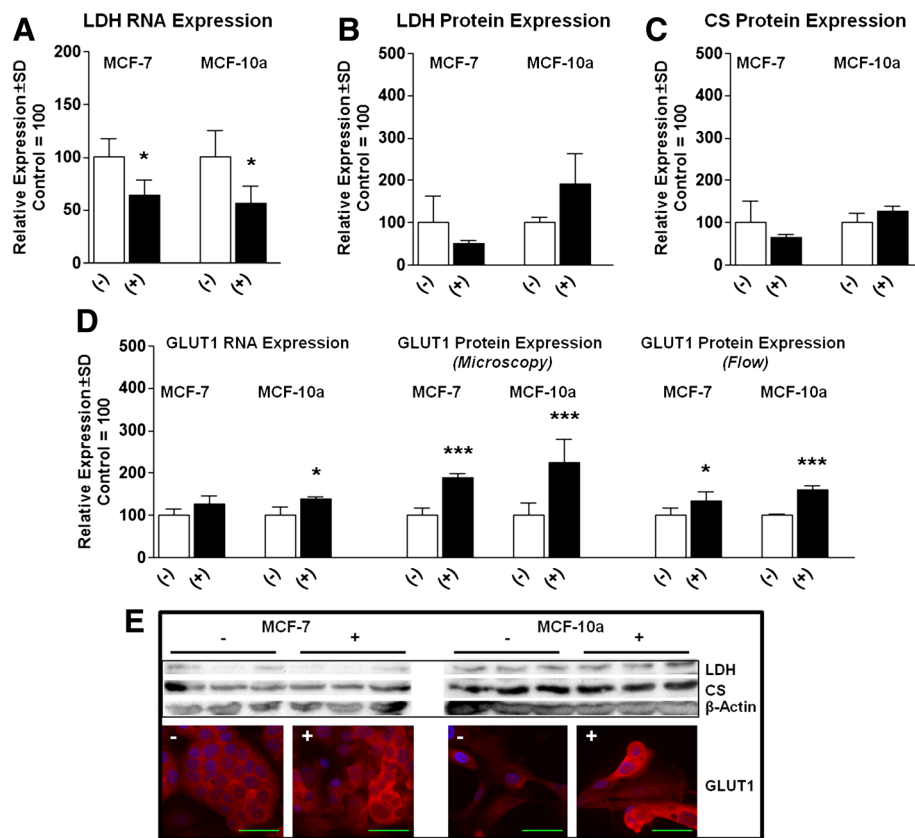 A
LDH RNA Expression
Relative Expression±SD
Control = 100
200
150
100
50
0
MCF-7
MCF-10a
*
*
(-)
(+)
(-)
(+)
B
LDH Protein Expression
Relative Expression±SD
Control = 100
500
400
300
200
100
0
MCF-7
MCF-10a
(-)
(+)
(-)
(+)
C
CS Protein Expression
Relative Expression±SD
Control = 100
500
400
300
200
100
0
MCF-7
MCF-10a
(-)
(+)
(-)
(+)
D
Relative Expression±SD
Control = 100
500
400
300
200
100
0
GLUT1 RNA Expression
MCF-7
MCF-10a
*
(-)
(+)
(-)
(+)
GLUT1 Protein Expression
(Microscopy)
MCF-7
MCF-10a
***
***
(-)
(+)
(-)
(+)
GLUT1 Protein Expression
(Flow)
MCF-7
MCF-10a
*
***
(-)
(+)
(-)
(+)
E
MCF-7
MCF-10a
- + - +
LDH
CS
β-Actin
- + - +
GLUT1